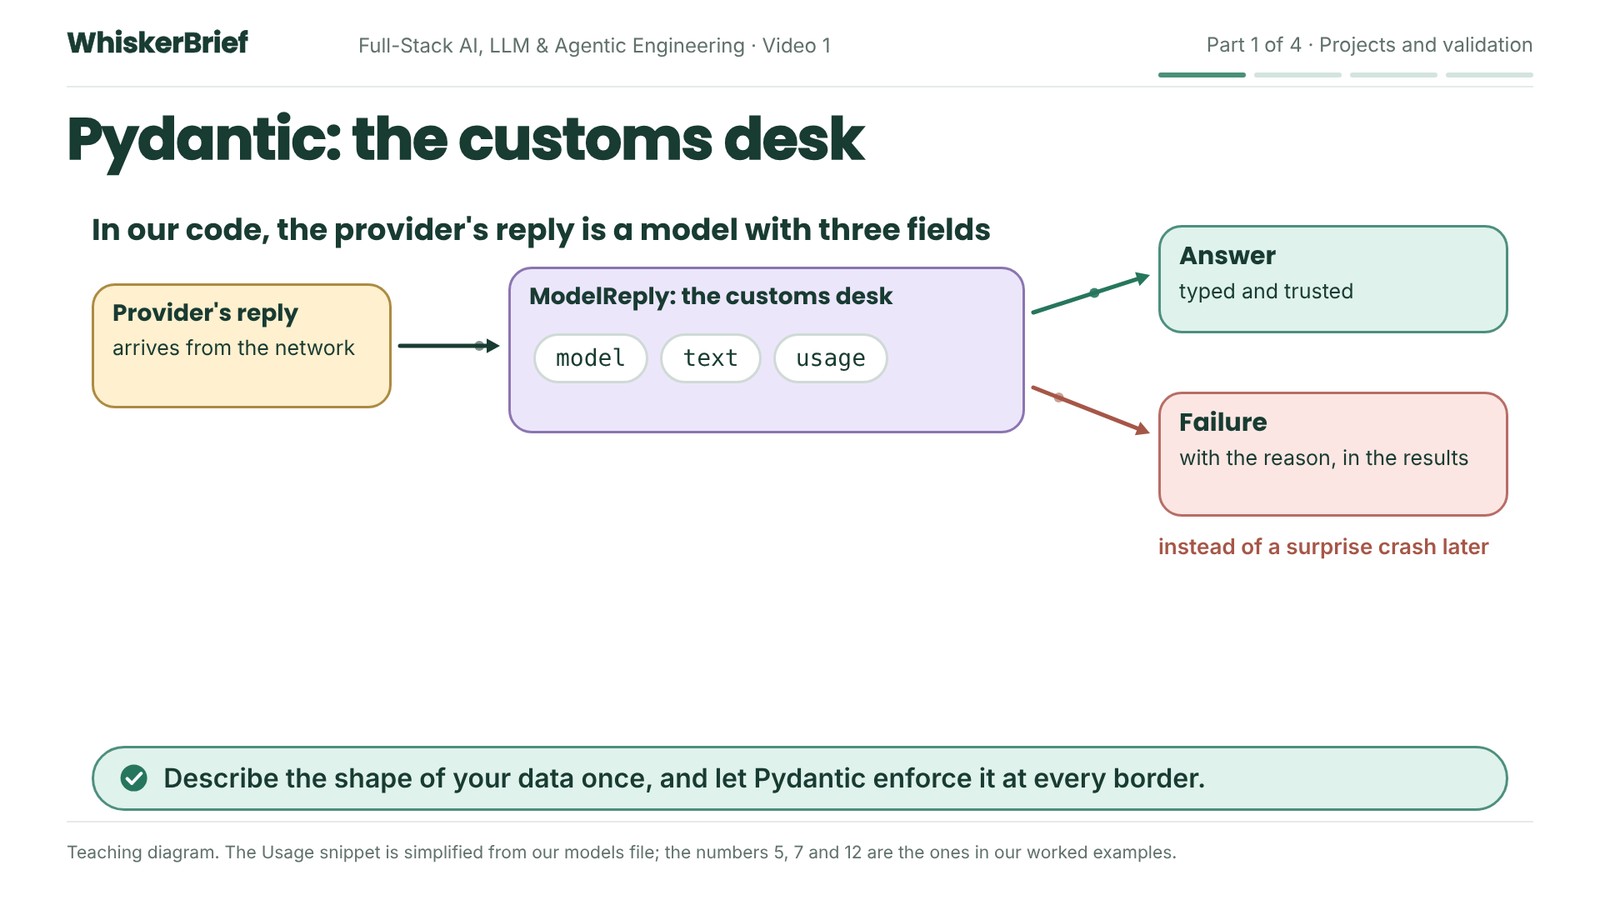 WhiskerBrief
Full-Stack AI, LLM & Agentic Engineering · Video 1
Part 1 of 4 · Projects and validation
Pydantic: the customs desk
In our code, the provider's reply is a model with three fields
Provider's reply
arrives from the network
ModelReply: the customs desk
model
text
usage
Answer
typed and trusted
Failure
with the reason, in the results
instead of a surprise crash later
Describe the shape of your data once, and let Pydantic enforce it at every border.
Teaching diagram. The Usage snippet is simplified from our models file; the numbers 5, 7 and 12 are the ones in our worked examples.